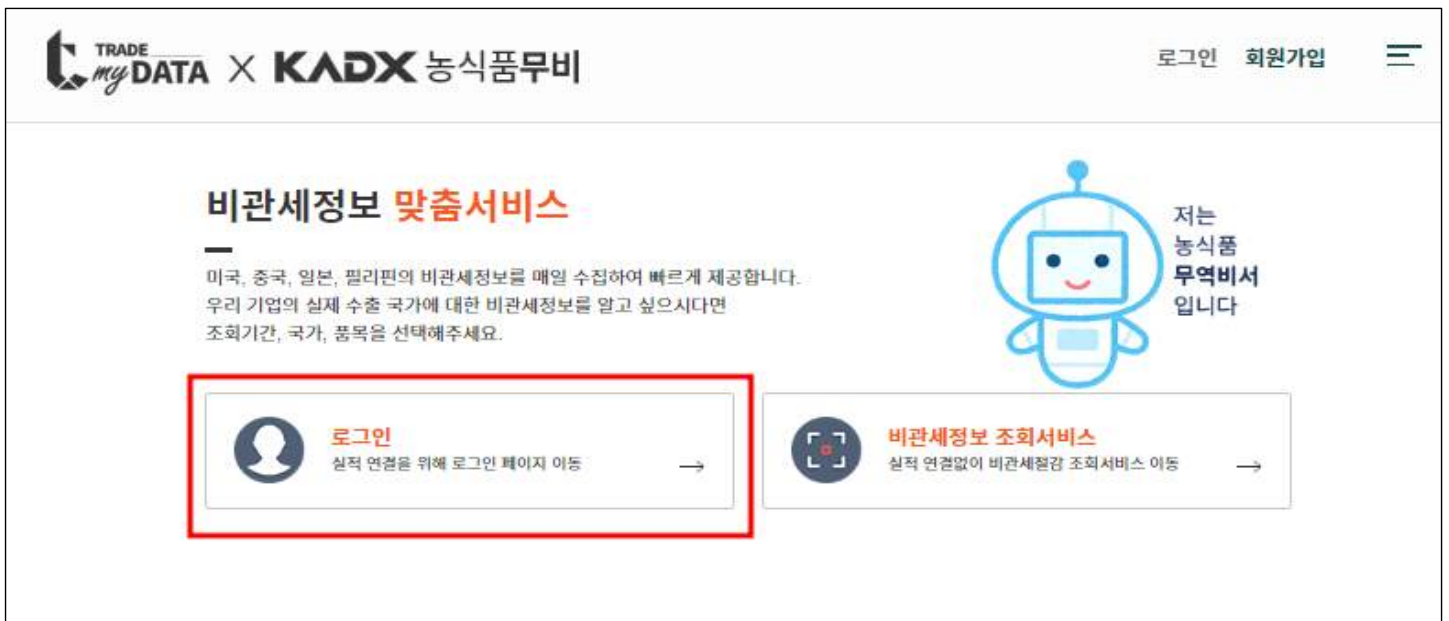 TRADE
my DATA X KADX 농식품무비
로그인 회원가입
비관세정보 맞춤서비스
미국, 중국, 일본, 필리핀의 비관세정보를 매일 수집하여 빠르게 제공합니다.
우리 기업의 실제 수출 국가에 대한 비관세정보를 알고 싶으시다면
조회기간, 국가, 품목을 선택해주세요.
저는
농식품
무역비서
입니다
로그인
실적 연결을 위해 로그인 페이지 이동
비관세정보 조회서비스
실적 연결없이 비관세절감 조회서비스 이동